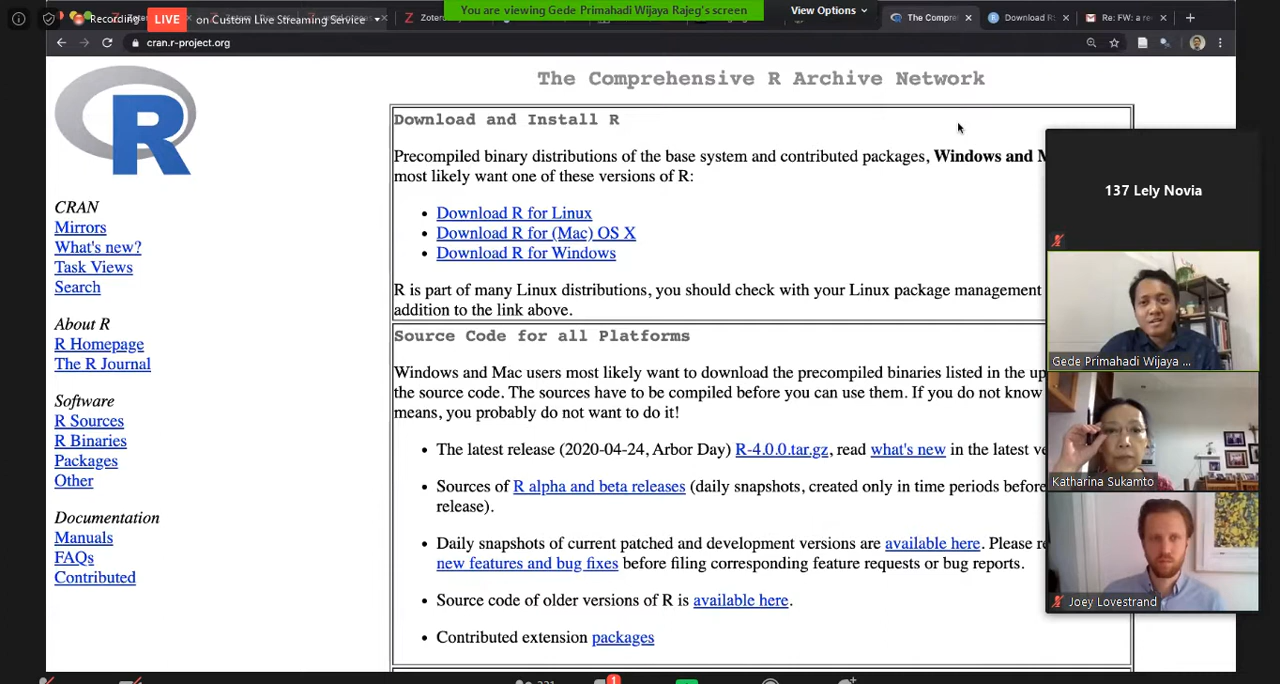 Recording
LIVE
on Custom Live Streaming Service
Zoter
You are viewing Gede Primahadi Wijaya Rajeg's screen
View Options
The Compre
Download R:
Re: FW: a re
cran.r-project.org
The Comprehensive R Archive Network
R
CRAN
Mirrors
What's new?
Task Views
Search
About R
R Homepage
The R Journal
Software
R Sources
R Binaries
Packages
Other
Documentation
Manuals
FAQs
Contributed
Download and Install R
Precompiled binary distributions of the base system and contributed packages, Windows and M
most likely want one of these versions of R:
• Download R for Linux
• Download R for (Mac) OS X
• Download R for Windows
R is part of many Linux distributions, you should check with your Linux package management
addition to the link above.
Source Code for all Platforms
Windows and Mac users most likely want to download the precompiled binaries listed in the up
the source code. The sources have to be compiled before you can use them. If you do not know
means, you probably do not want to do it!
• The latest release (2020-04-24, Arbor Day) R-4.0.0.tar.gz, read what's new in the latest ve
• Sources of R alpha and beta releases (daily snapshots, created only in time periods before
release).
• Daily snapshots of current patched and development versions are available here. Please re
new features and bug fixes before filing corresponding feature requests or bug reports.
• Source code of older versions of R is available here.
• Contributed extension packages
137 Lely Novia
Gede Primahadi Wijaya ...
Katharina Sukamto
Joey Lovestrand
1